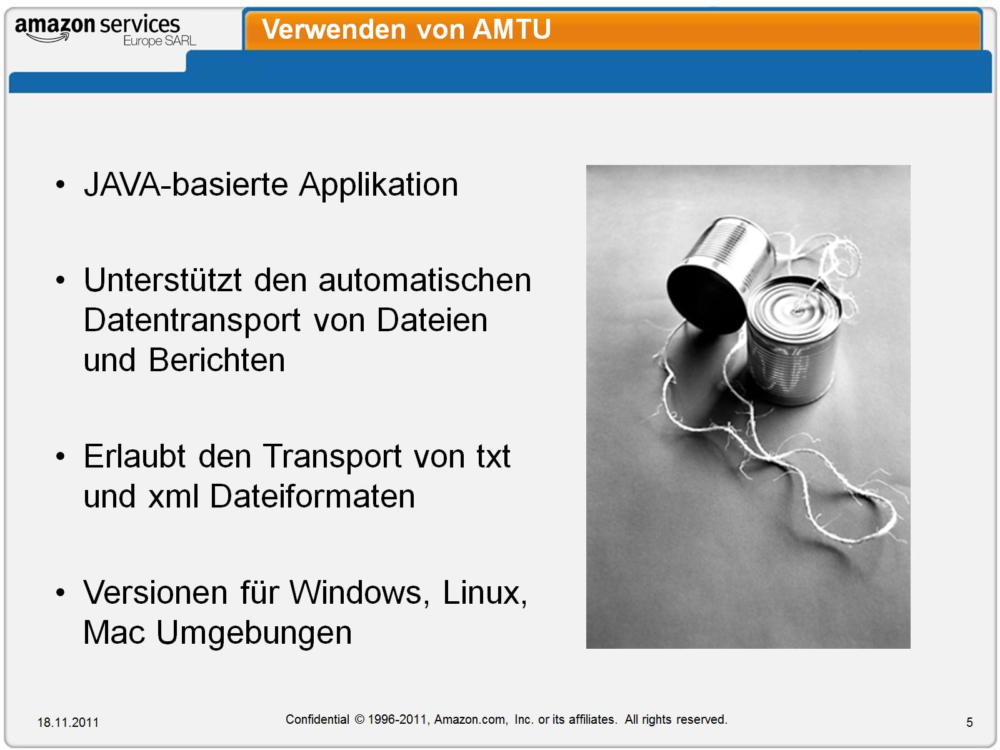 amazon services
Europe SARL
Verwenden von AMTU
• JAVA-basierte Applikation
• Unterstützt den automatischen
Datentransport von Dateien
und Berichten
• Erlaubt den Transport von txt
und xml Dateiformaten
• Versionen für Windows, Linux,
Mac Umgebungen
18.11.2011
Confidential © 1996-2011, Amazon.com, Inc. or its affiliates. All rights reserved.
5